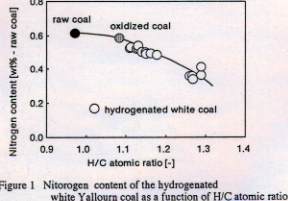 0.8
raw coal
oxidized coal
0.6
0.4
0.2
hydrogenated white coal
0.0
0.9 1.0 1.1 1.2 1.3 1.4
H/C atomic ratio [-]
Nitrogen content [wt% - raw coal]
Figure 1 Nitorogen content of the hydrogenated
white Yallourn coal as a function of H/C atomic ratio